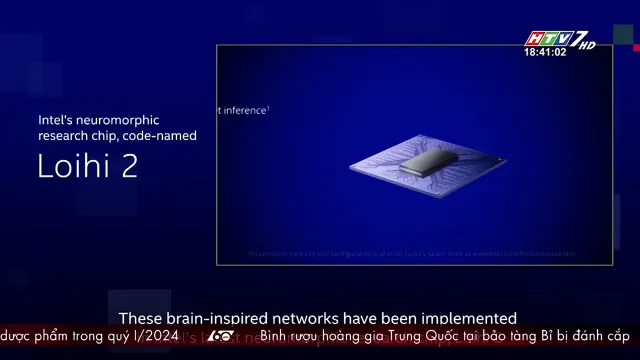 HTV7 HD
18:41:02
t inference¹
Intel's neuromorphic
research chip, code-named
Loihi 2
These brain-inspired networks have been implemented
dược phẩm trong quý I/2024 60 Bình rượu hoàng gia Trung Quốc tại bảo tàng Bỉ bị đánh cắp